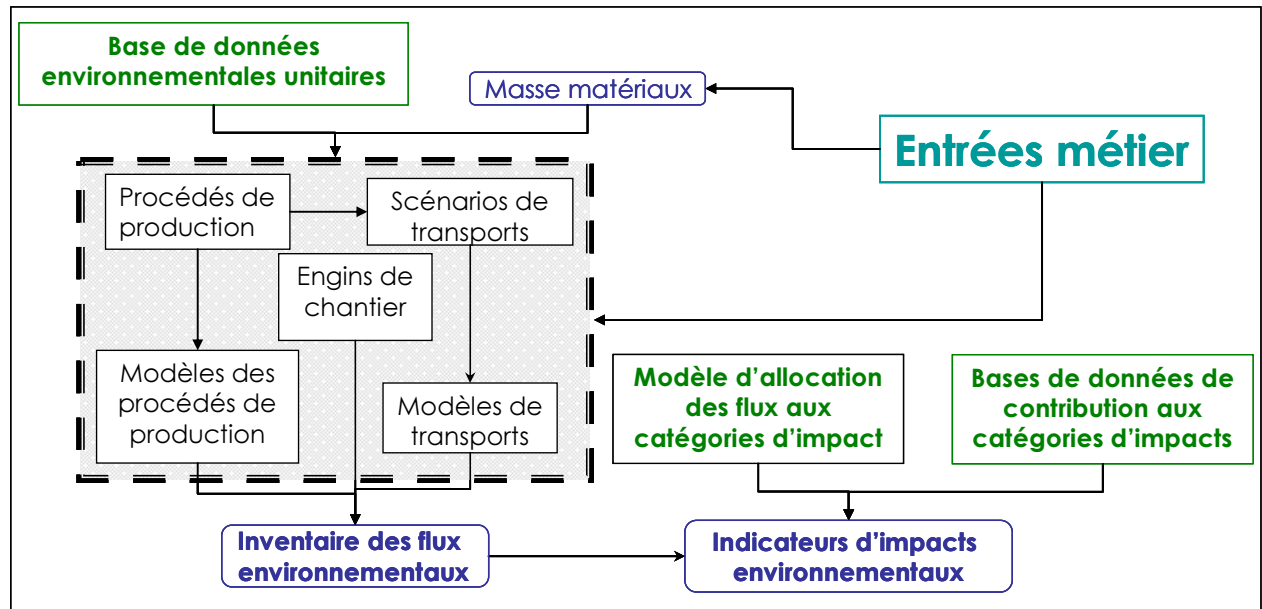 Base de données
environnementales unitaires
Masse matériaux
Entrées métier
Procédés de
production
Scénarios de
transports
Engins de
chantier
Modèles des
procédés de
production
Modèles de
transports
Modèle d’allocation
des flux aux
catégories d’impact
Bases de données de
contribution aux
catégories d’impacts
Inventaire des flux
environnementaux
Indicateurs d’impacts
environnementaux